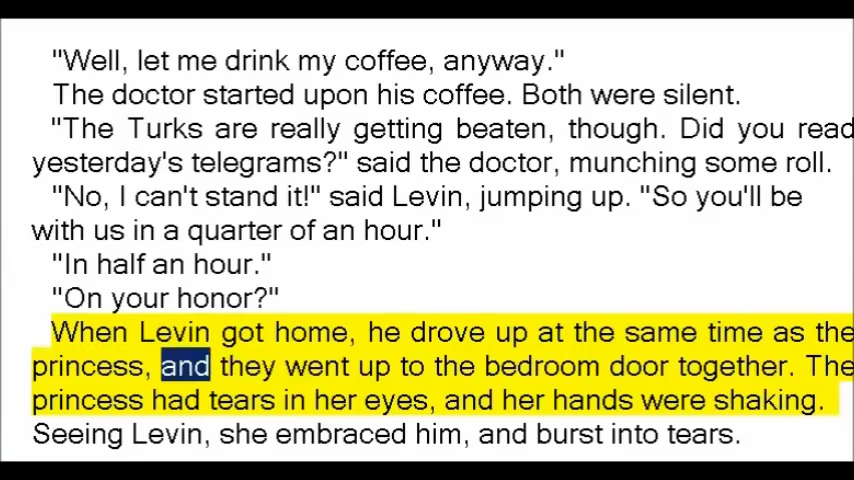 "Well, let me drink my coffee, anyway."
The doctor started upon his coffee. Both were silent.
"The Turks are really getting beaten, though. Did you read
yesterday's telegrams?" said the doctor, munching some roll.
"No, I can't stand it!" said Levin, jumping up. "So you'll be
with us in a quarter of an hour."
"In half an hour."
"On your honor?"
When Levin got home, he drove up at the same time as the
princess, and they went up to the bedroom door together. The
princess had tears in her eyes, and her hands were shaking.
Seeing Levin, she embraced him, and burst into tears.